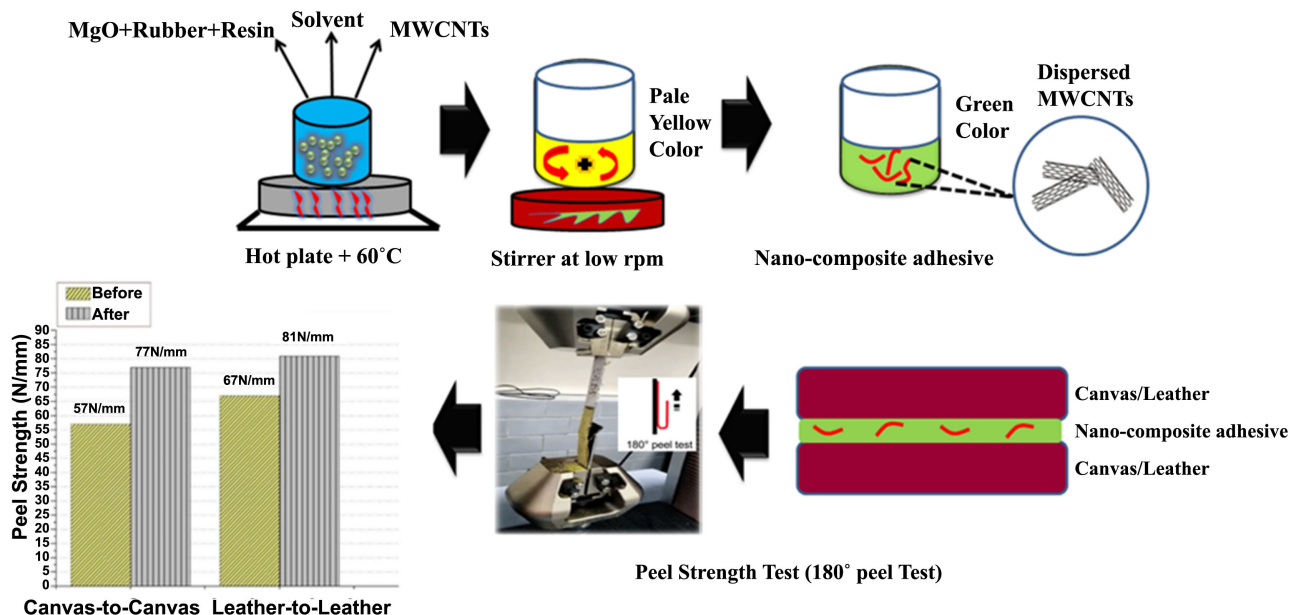 MgO+Rubber+Resin
Solvent
MWCNTs
Hot plate + 60˚C
Pale
Yellow
Color
Stirrer at low rpm
Green
Color
Dispersed
MWCNTs
Nano-composite adhesive
Before
After
Peel Strength (N/mm)
90
85
80
75
70
65
60
55
50
45
40
35
30
25
20
15
10
5
0
57N/mm
77N/mm
67N/mm
81N/mm
Canvas-to-Canvas
Leather-to-Leather
180° peel test
Canvas/Leather
Nano-composite adhesive
Canvas/Leather
Peel Strength Test (180˚ peel Test)